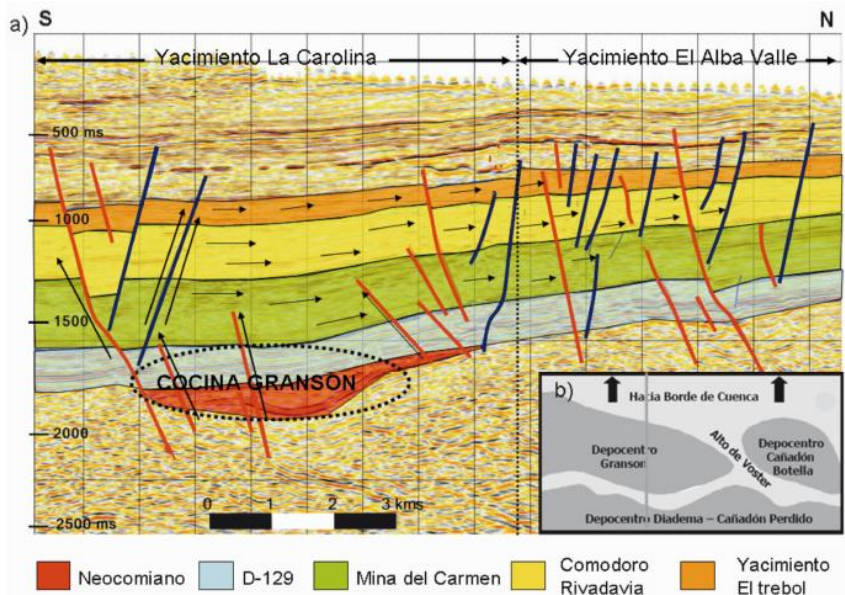 a)
S
N
Yacimiento La Carolina
Yacimiento El Alba Valle
500 ms
1000
1500
COCINA GRANSON
2000
0 1 2 3 kms
2500 ms
b)
Hacia Borde de Cuenca
Depocentro
Granson
Alto de Voster
Depocentro
Cañadón
Botella
Depocentro Diadema – Cañadón Perdido
Neocomiano
D-129
Mina del Carmen
Comodoro
Rivadavia
Yacimiento
El trebol